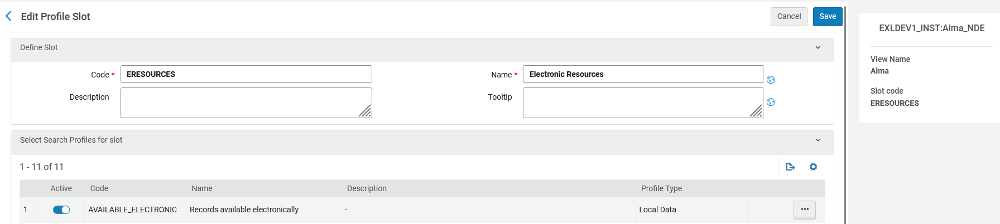 Edit Profile Slot
Cancel
Save
Define Slot
Code *
ERESOURCES
Name *
Electronic Resources
Description
Tooltip
Select Search Profiles for slot
1 - 11 of 11
Active Code Name Description Profile Type
1 AVAILABLE_ELECTRONIC Records available electronically - Local Data
EXLDEV1_INST:Alma_NDE
View Name
Alma
Slot code
ERESOURCES